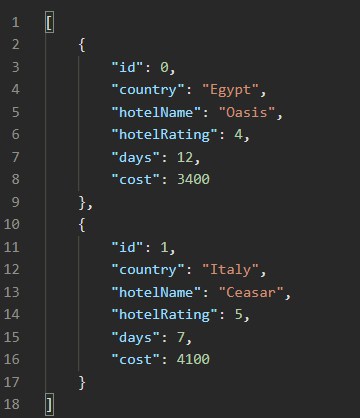 1 [
2     {
3         "id": 0,
4         "country": "Egypt",
5         "hotelName": "Oasis",
6         "hotelRating": 4,
7         "days": 12,
8         "cost": 3400
9     },
10     {
11         "id": 1,
12         "country": "Italy",
13         "hotelName": "Ceasar",
14         "hotelRating": 5,
15         "days": 7,
16         "cost": 4100
17     }
18 ]